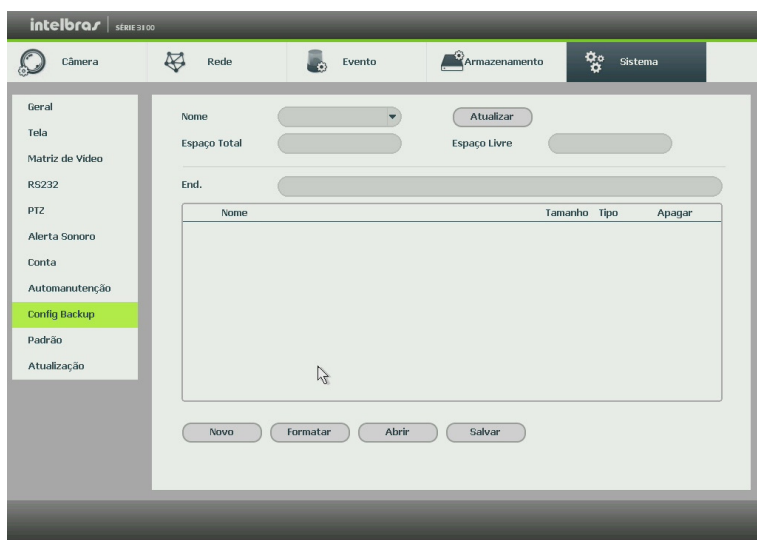 intelbras SÉRIE 3100
Câmera Rede Evento Armazenamento Sistema
Geral
Tela
Matriz de Vídeo
RS232
PTZ
Alerta Sonoro
Conta
Automanutenção
Config Backup
Padrão
Atualização
Nome Atualizar
Espaço Total Espaço Livre
End.
Nome Tamanho Tipo Apagar
Novo Formatar Abrir Salvar